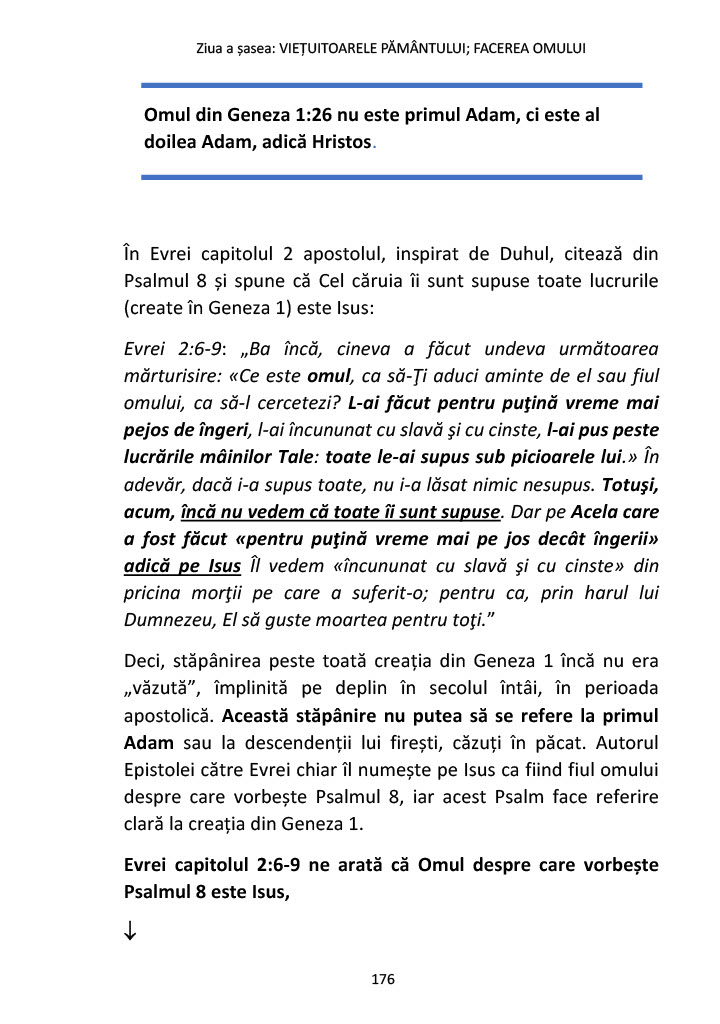 Ziua a șasea: VIEȚUITOARELE PĂMÂNTULUI; FACEREA OMULUI
Omul din Geneza 1:26 nu este primul Adam, ci este al
doilea Adam, adică Hristos.
În Evrei capitolul 2 apostolul, inspirat de Duhul, citează din
Psalmul 8 și spune că Cel căruia îi sunt supuse toate lucrurile
(create în Geneza 1) este Isus:
Evrei 2:6-9: „Ba încă, cineva a făcut undeva următoarea
mărturisire: «Ce este omul, ca să-Ţi aduci aminte de el sau fiul
omului, ca să-l cercetezi? L-ai făcut pentru puţină vreme mai
pejos de îngeri, l-ai încununat cu slavă şi cu cinste, l-ai pus peste
lucrările mâinilor Tale: toate le-ai supus sub picioarele lui.» În
adevăr, dacă i-a supus toate, nu i-a lăsat nimic nesupus. Totuşi,
acum, încă nu vedem că toate îi sunt supuse. Dar pe Acela care
a fost făcut «pentru puţină vreme mai pe jos decât îngerii»
adică pe Isus Îl vedem «încununat cu slavă şi cu cinste» din
pricina morţii pe care a suferit-o; pentru ca, prin harul lui
Dumnezeu, El să guste moartea pentru toţi.”
Deci, stăpânirea peste toată creația din Geneza 1 încă nu era
„văzută”, împlinită pe deplin în secolul întâi, în perioada
apostolică. Această stăpânire nu putea să se refere la primul
Adam sau la descendenții lui firești, căzuți în păcat. Autorul
Epistolei către Evrei chiar îl numește pe Isus ca fiind fiul omului
despre care vorbește Psalmul 8, iar acest Psalm face referire
clară la creația din Geneza 1.
Evrei capitolul 2:6-9 ne arată că Omul despre care vorbește
Psalmul 8 este Isus,
↓
176